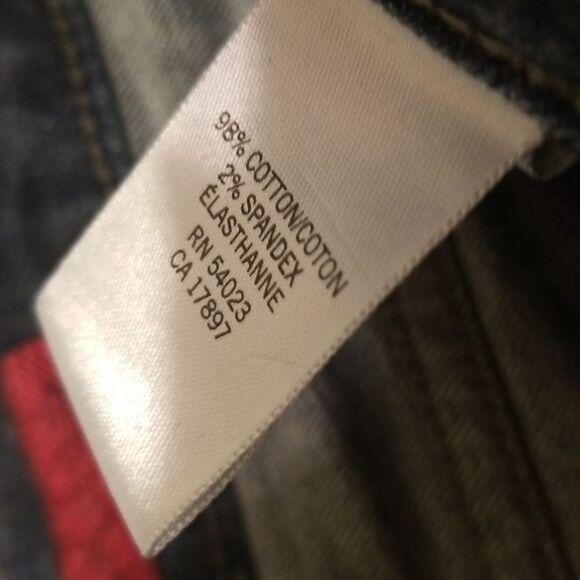 98% COTTON/COTON
2% SPANDEX
ÉLASTHANNE
RN 54023
CA 17897